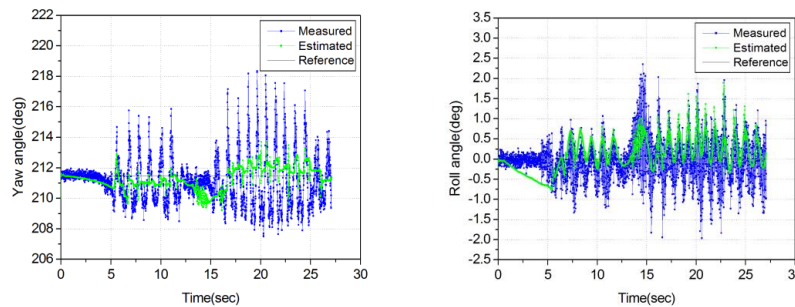 222
220
218
216
214
212
210
208
206
Yaw angle(deg)
Measured
Estimated
Reference
0 5 10 15 20 25 30
Time(sec)
3.5
3.0
2.5
2.0
1.5
1.0
0.5
0.0
-0.5
-1.0
-1.5
-2.0
-2.5
Roll angle(deg)
Measured
Estimated
Reference
0 5 10 15 20 25 30
Time(sec)